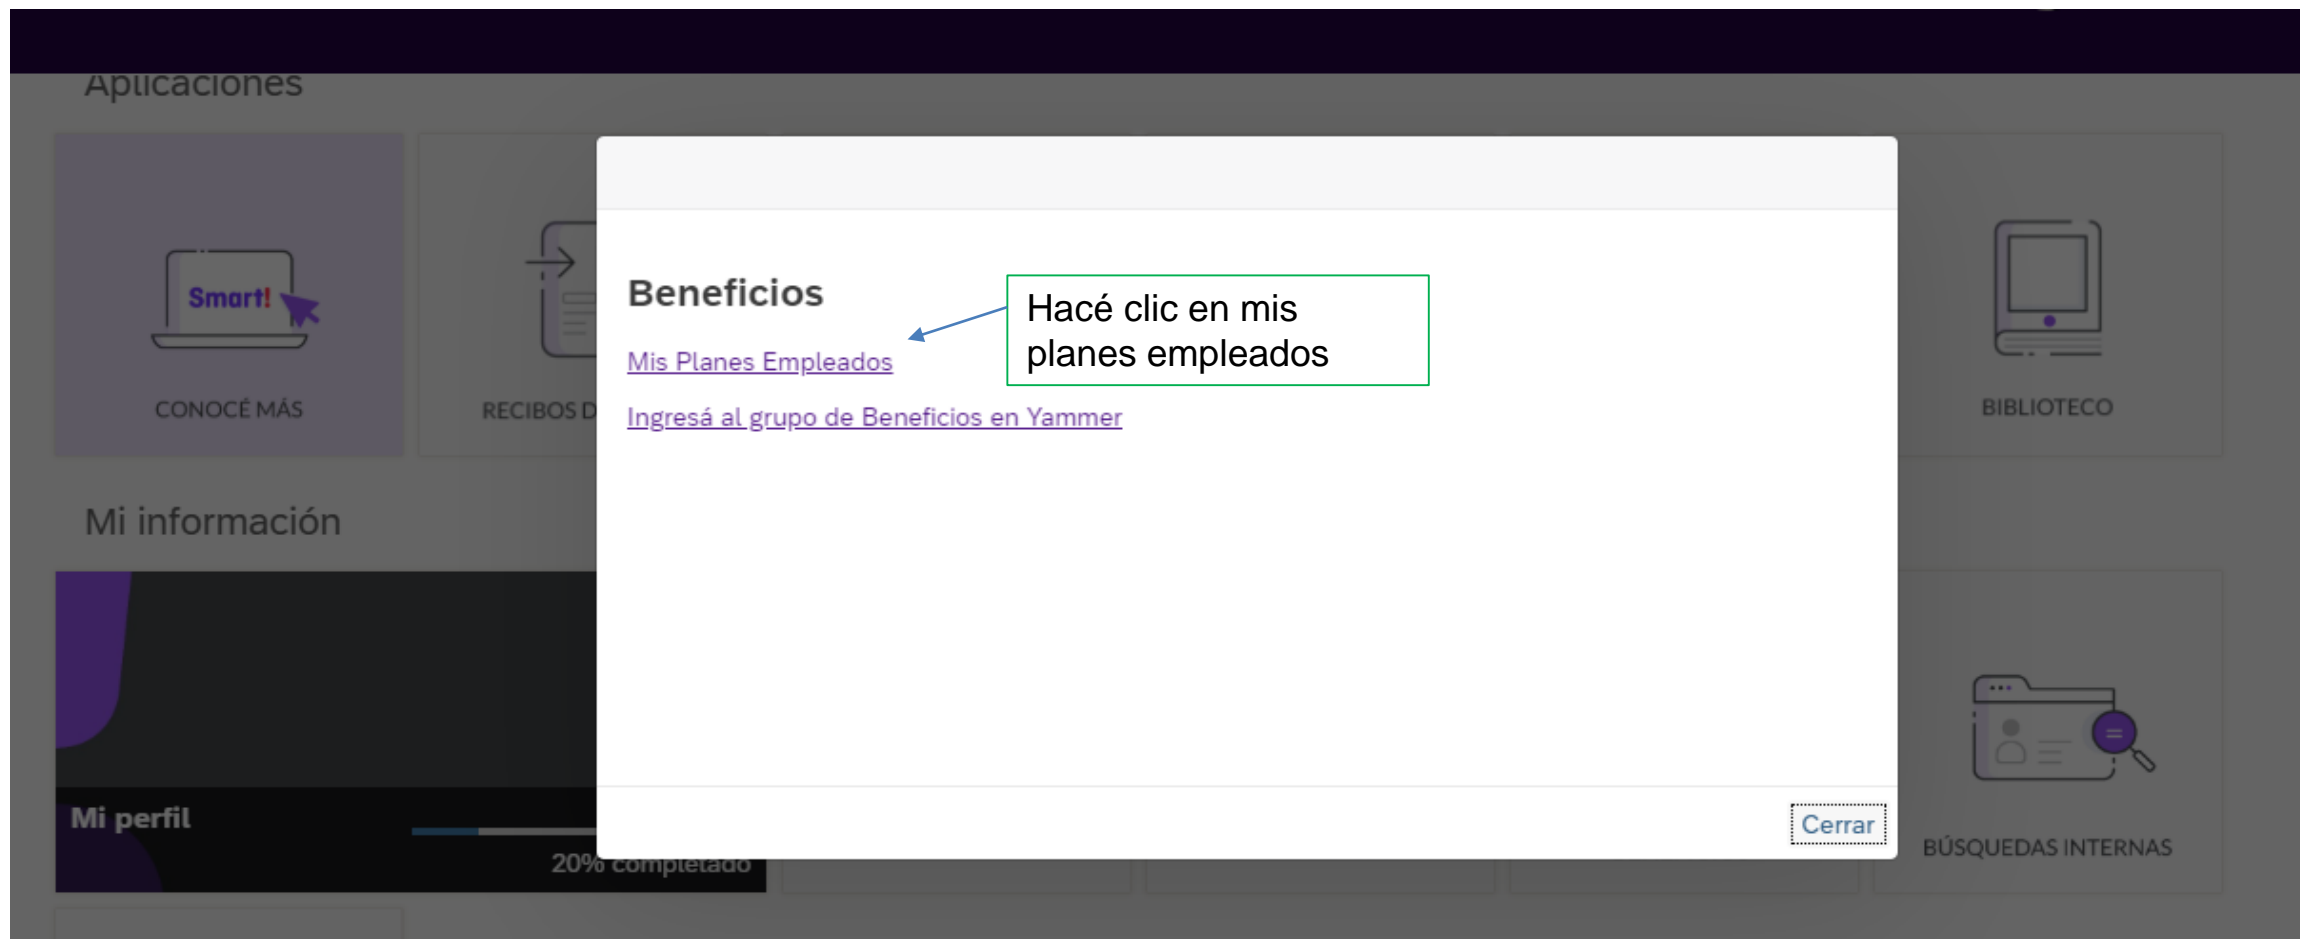 Aplicaciones
Smart!
CONOCÉ MÁS
RECIBOS D
Beneficios
Mis Planes Empleados
Ingresá al grupo de Beneficios en Yammer
Hacé clic en mis
planes empleados
BIBLIOTECO
Mi información
Mi perfil
20% completado
Cerrar
BÚSQUEDAS INTERNAS